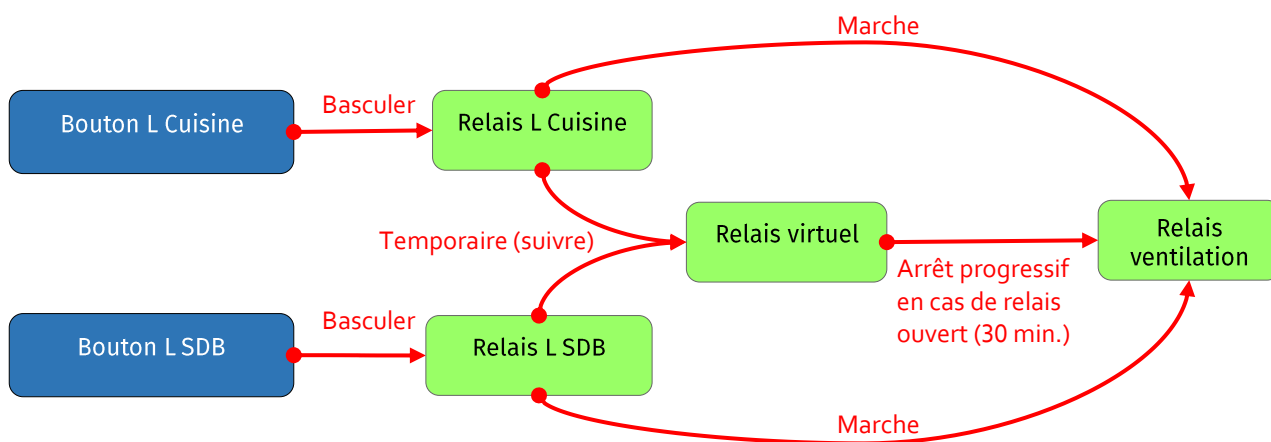 Marche
Basculer
Bouton L Cuisine
Relais L Cuisine
Temporaire (suivre)
Relais virtuel
Relais
ventilation
Arrêt progressif
en cas de relais
ouvert (30 min.)
Basculer
Bouton L SDB
Relais L SDB
Marche